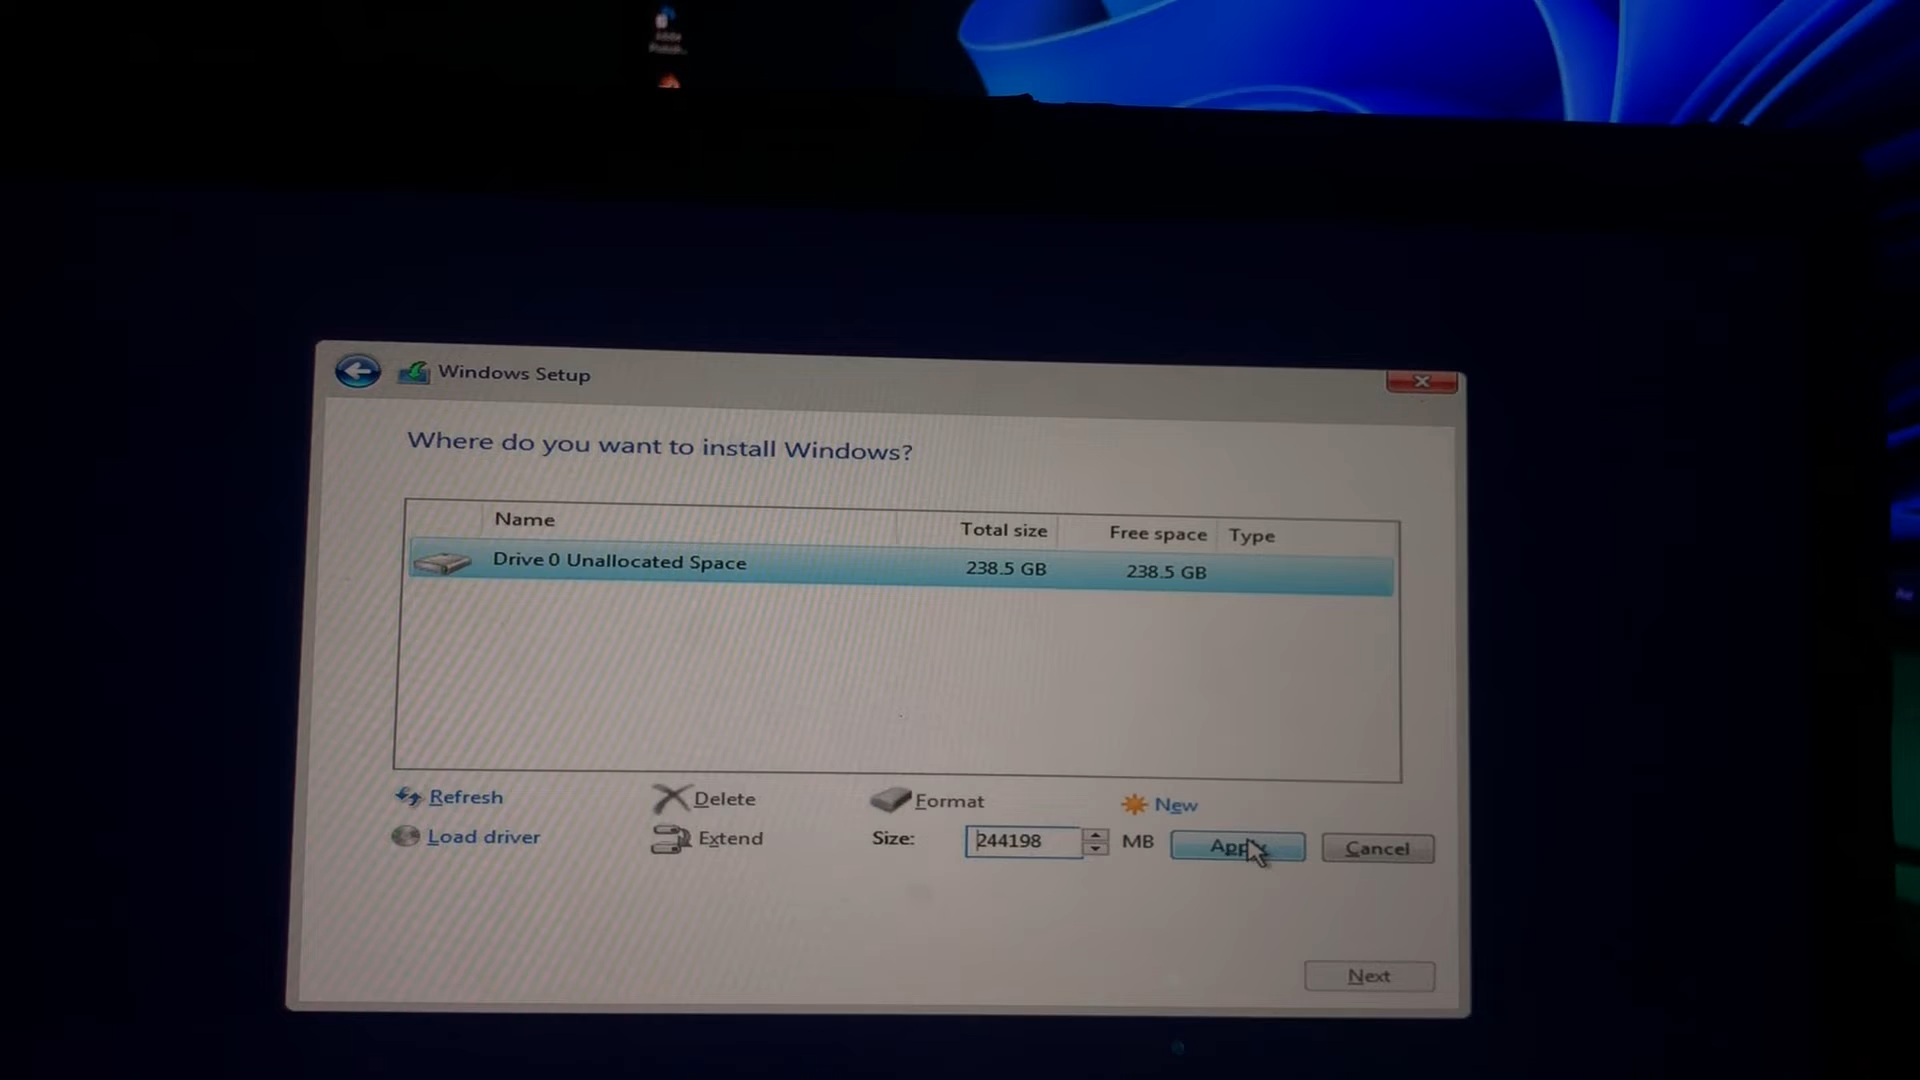 Windows Setup
Where do you want to install Windows?
Name Total size Free space Type
Drive 0 Unallocated Space 238.5 GB 238.5 GB
Refresh Delete Format New
Load driver Extend Size: 244198 MB Apply Cancel
Next